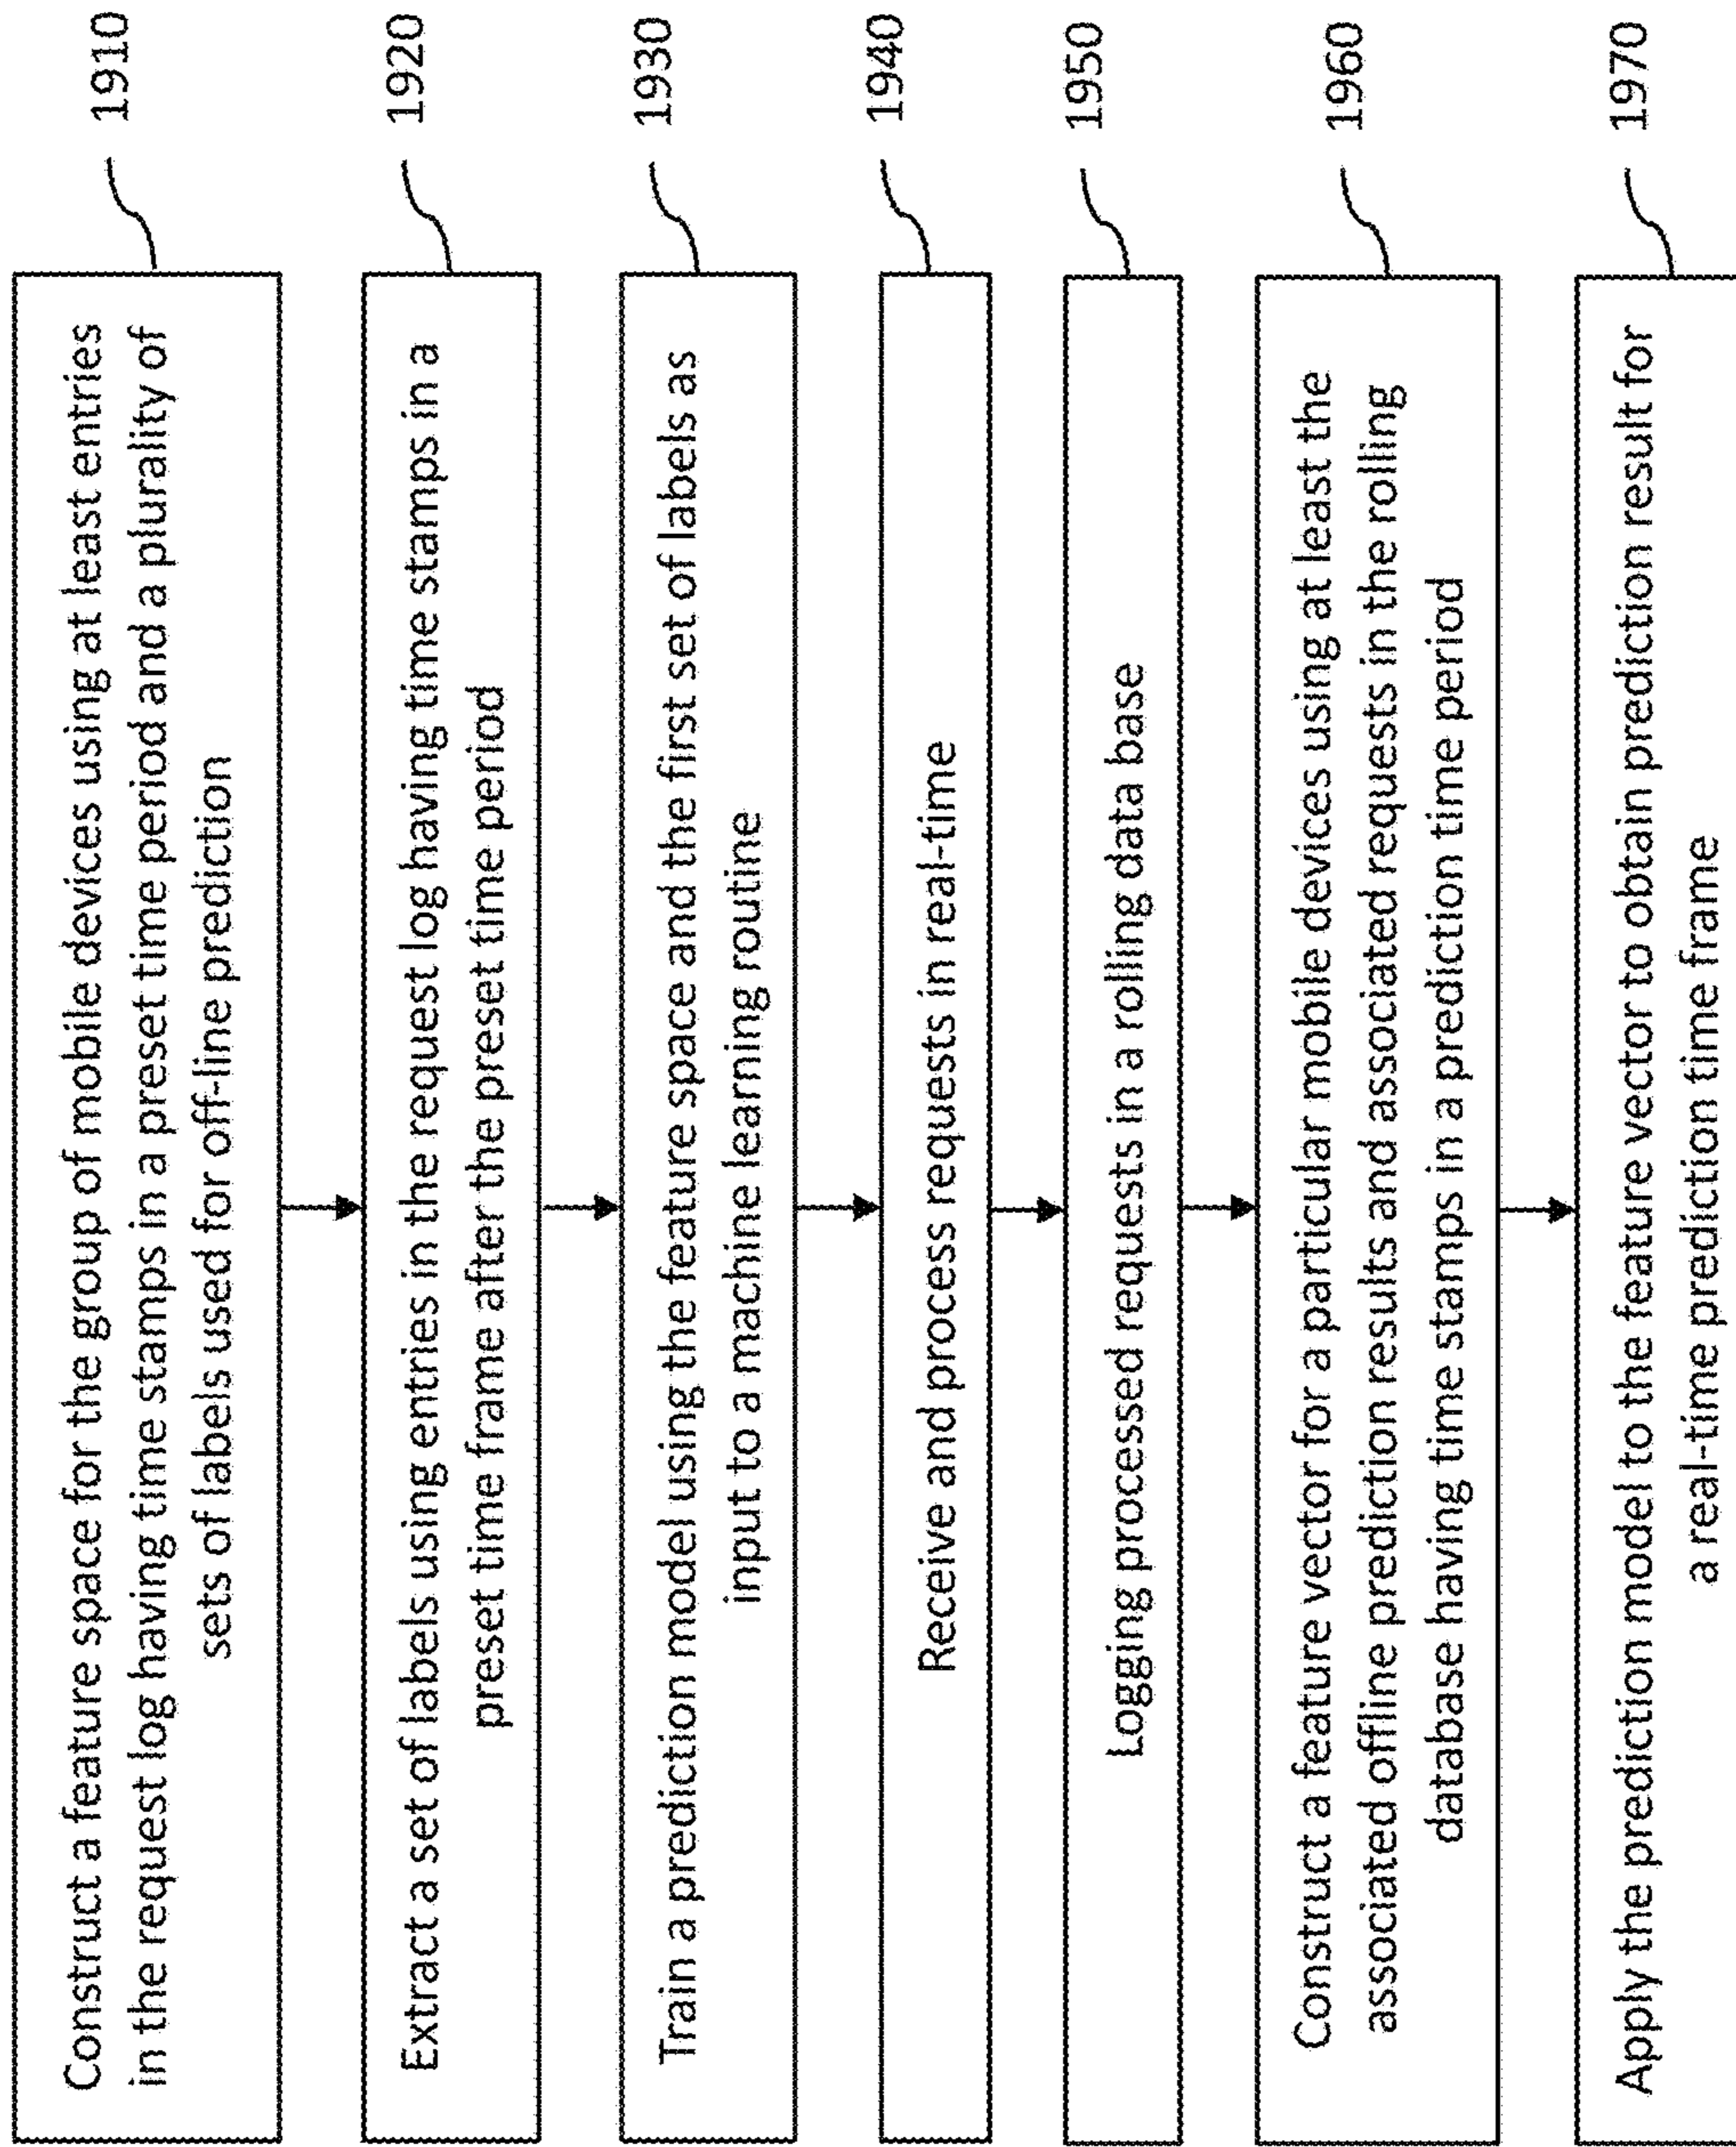 Construct a feature space for the group of mobile devices using at least entries
in the request log having time stamps in a preset time period and a plurality of
sets of labels used for off-line prediction
1910
Extract a set of labels using entries in the request log having time stamps in a
preset time frame after the preset time period
1920
Train a prediction model using the feature space and the first set of labels as
input to a machine learning routine
1930
Receive and process requests in real-time
1940
Logging processed requests in a rolling data base
1950
Construct a feature vector for a particular mobile devices using at least the
associated offline prediction results and associated requests in the rolling
database having time stamps in a prediction time period
1960
Apply the prediction model to the feature vector to obtain prediction result for
a real-time prediction time frame
1970